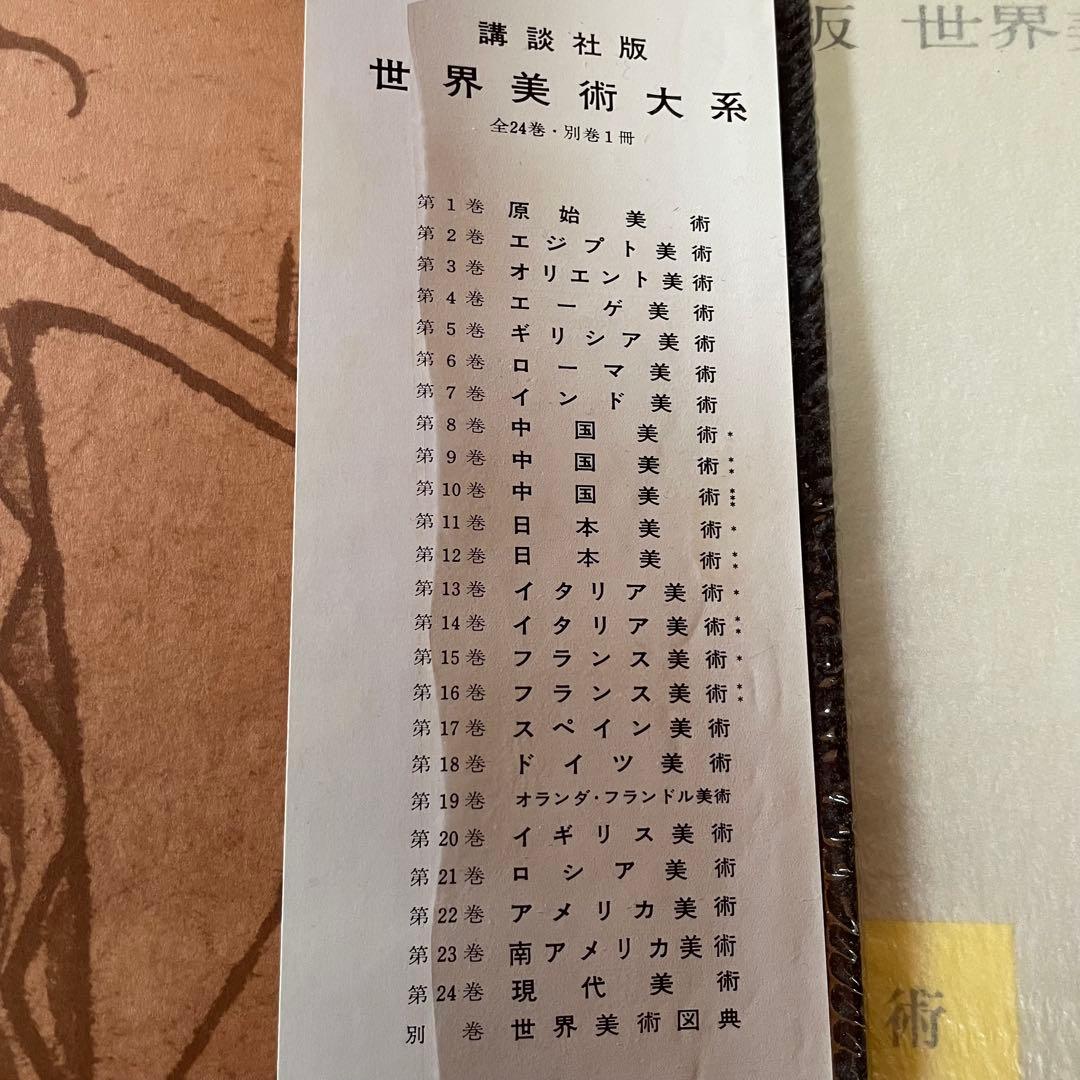 講談社版
世界美術大系
全24巻・別巻1冊
第1巻 原始美術
第2巻 エジプト美術
第3巻 オリエント美術
第4巻 エーゲ美術
第5巻 ギリシア美術
第6巻 ローマ美術
第7巻 インド美術
第8巻 中国美術*
第9巻 中国美術**
第10巻 中国美術***
第11巻 日本美術*
第12巻 日本美術**
第13巻 イタリア美術*
第14巻 イタリア美術**
第15巻 フランス美術*
第16巻 フランス美術**
第17巻 スペイン美術
第18巻 ドイツ美術
第19巻 オランダ・フランドル美術
第20巻 イギリス美術
第21巻 ロシア美術
第22巻 アメリカ美術
第23巻 南アメリカ美術
第24巻 現代美術
別巻 世界美術図典
版 世界
術